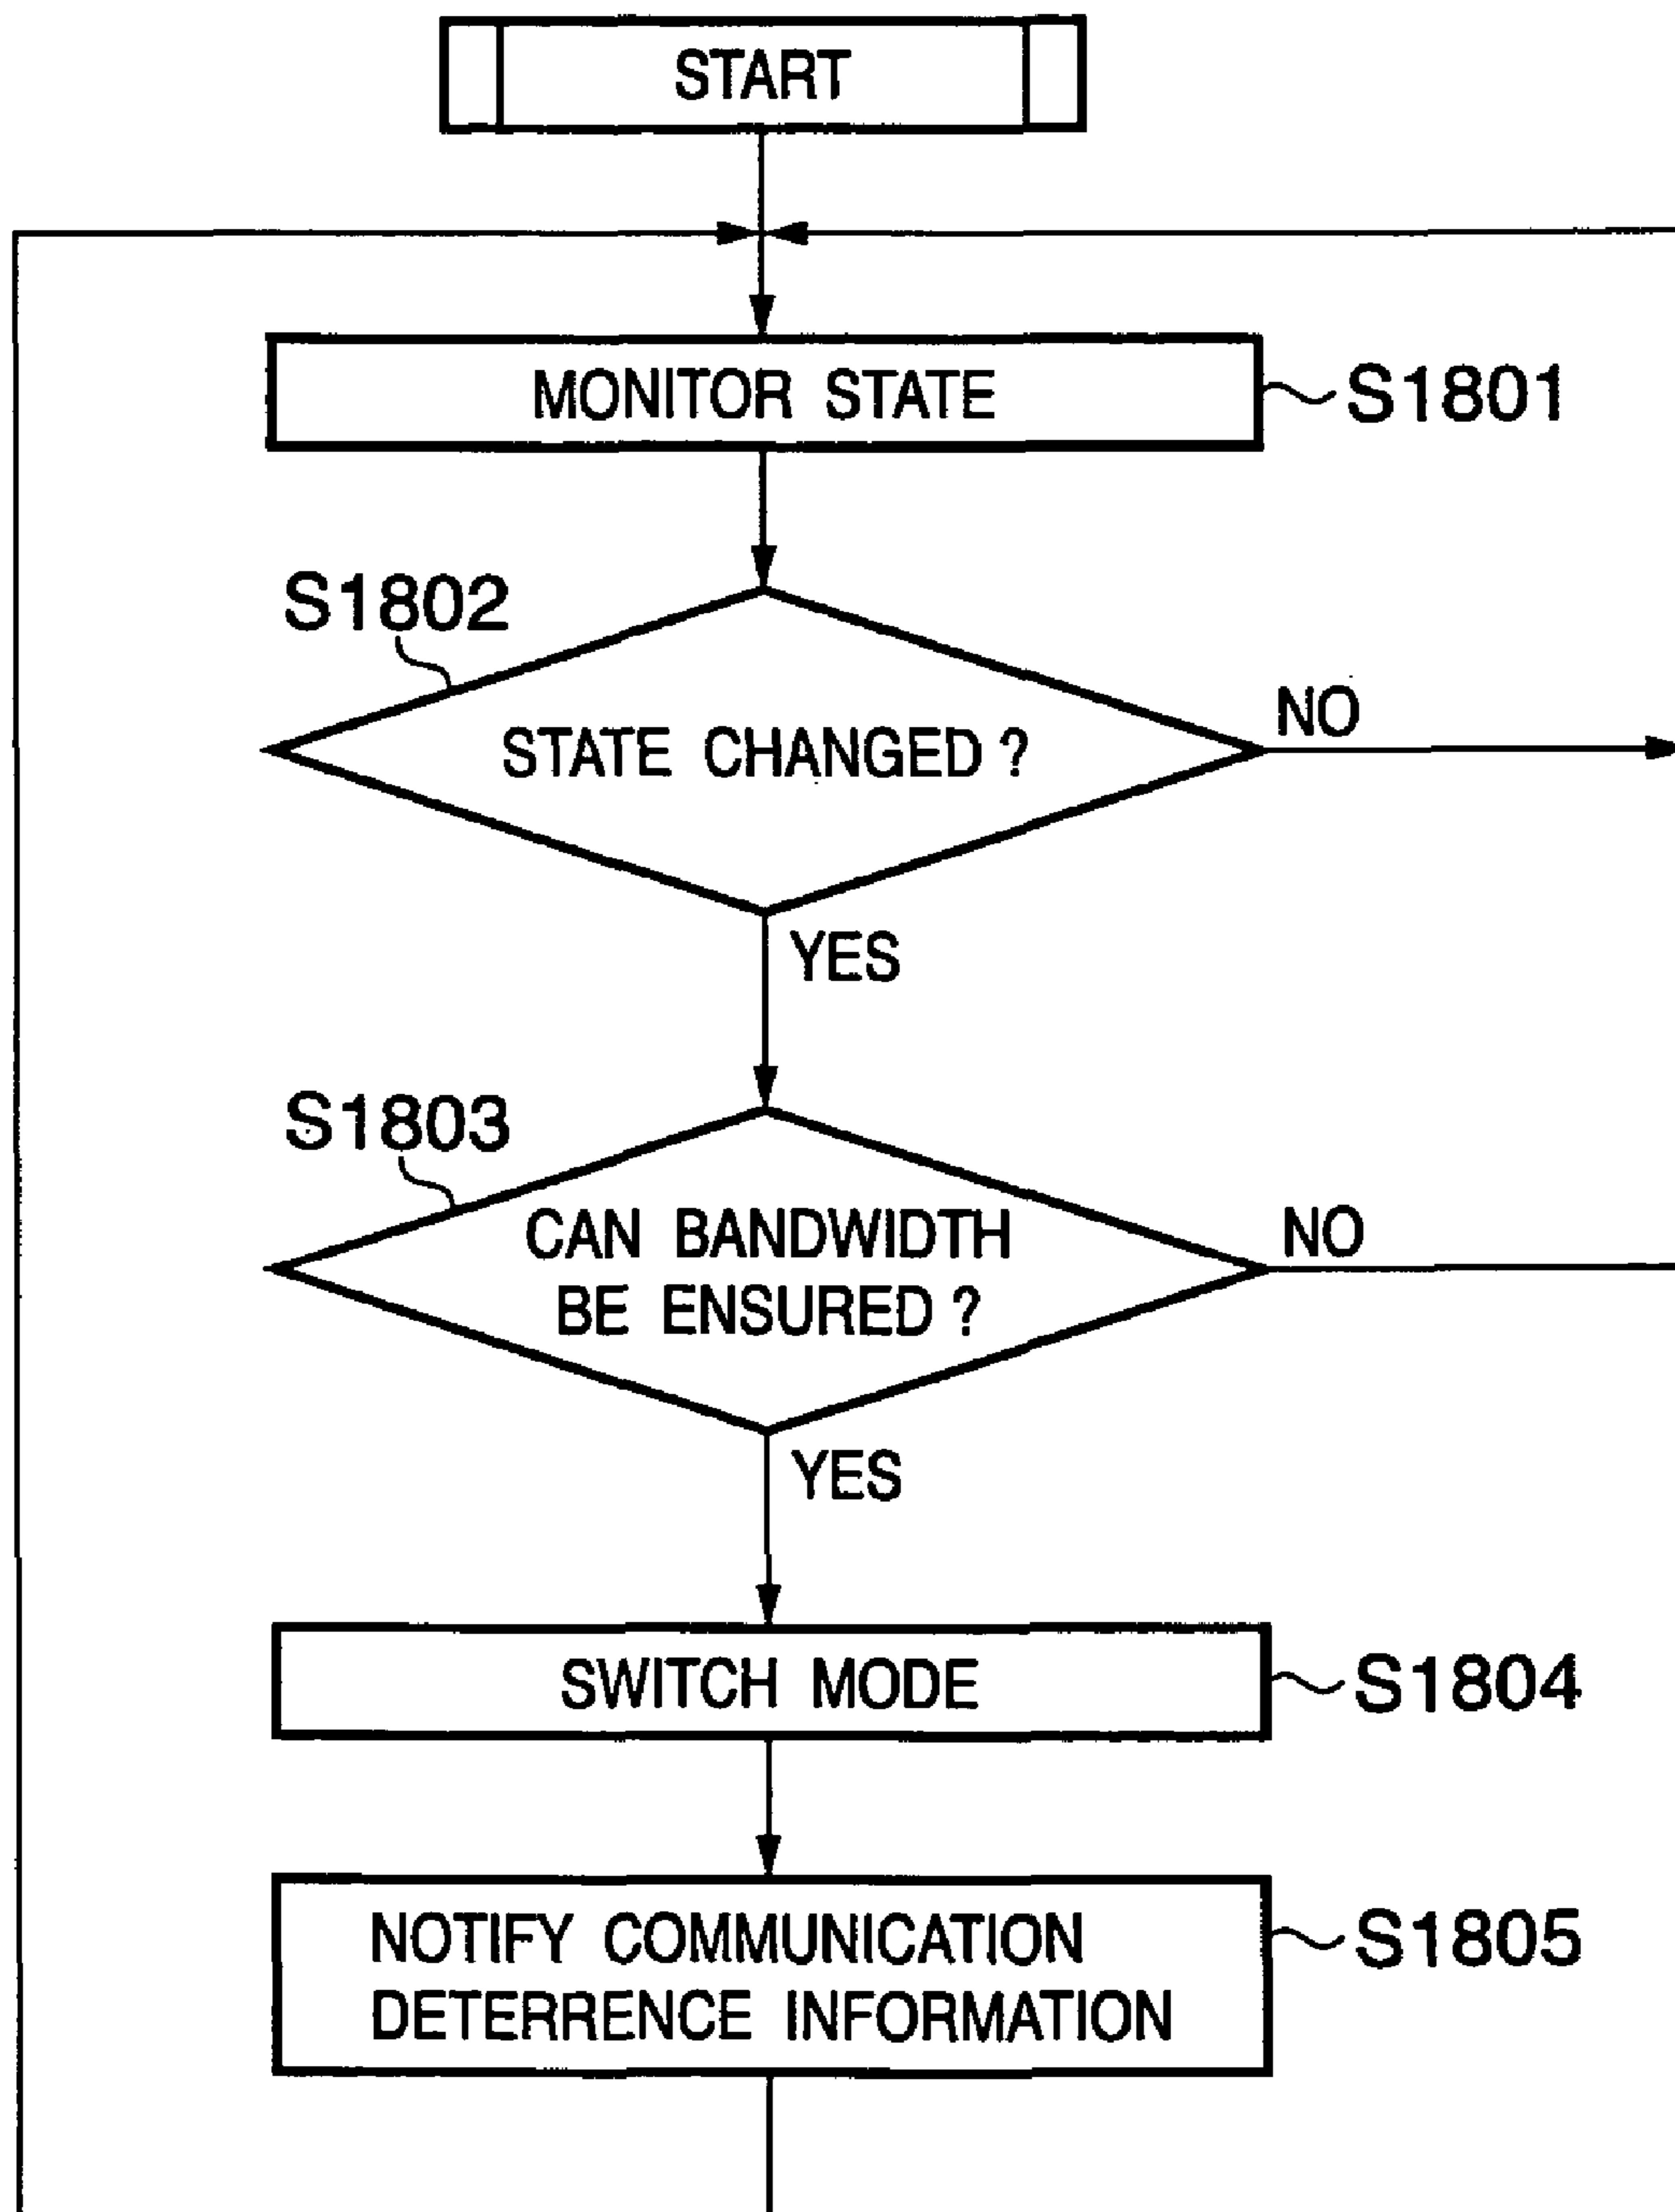 START
MONITOR STATE
S1801
S1802
STATE CHANGED ?
NO
YES
S1803
CAN BANDWIDTH
BE ENSURED ?
NO
YES
SWITCH MODE
S1804
NOTIFY COMMUNICATION
DETERRENCE INFORMATION
S1805